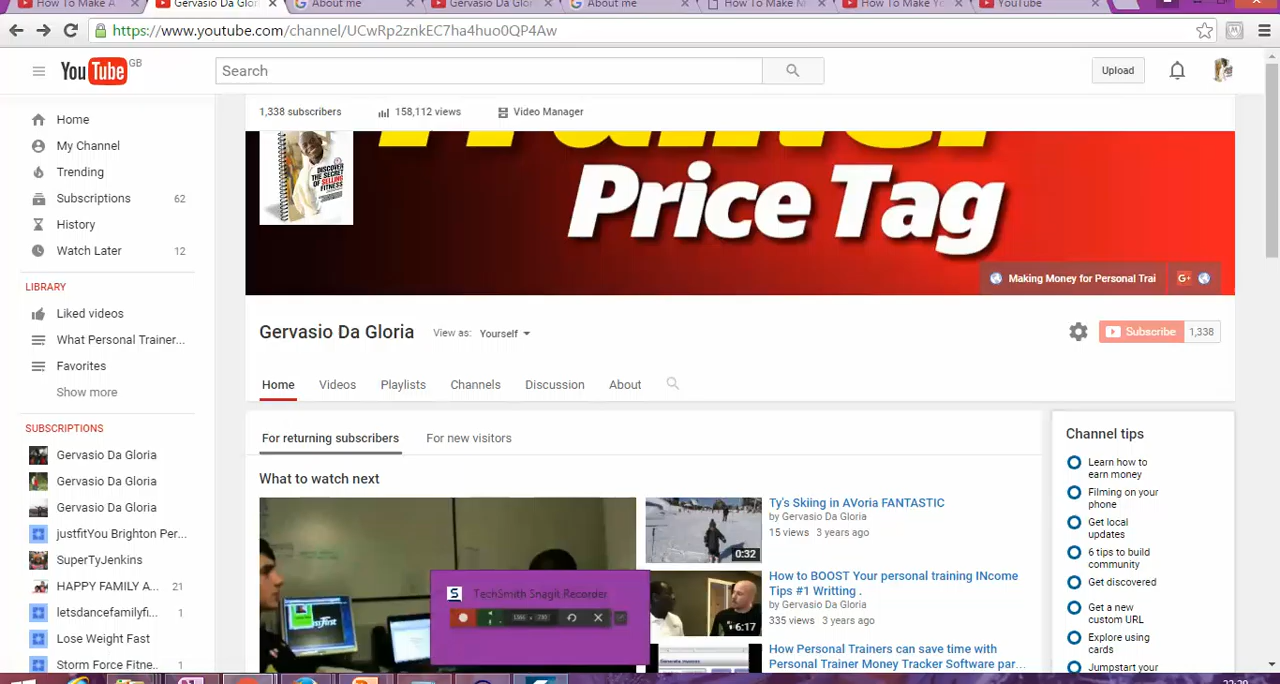 How To Make A
Gervasio Da Glori
About me
Gervasio Da Glori
About me
How To Make M
How To Make Yo
YouTube
https://www.youtube.com/channel/UCwRp2znkEC7ha4huo0QP4Aw
YouTube GB
Search
Upload
Home
My Channel
Trending
Subscriptions 62
History
Watch Later 12
LIBRARY
Liked videos
What Personal Trainer...
Favorites
Show more
SUBSCRIPTIONS
Gervasio Da Gloria
Gervasio Da Gloria
Gervasio Da Gloria
justfitYou Brighton Per...
SuperTyJenkins
HAPPY FAMILY A... 21
letsdancefamilyfi... 1
Lose Weight Fast
Storm Force Fitne.. 1
1,338 subscribers
158,112 views
Video Manager
DISCOVER
THE SECRET
OF SELLING
FITNESS
Trainer
Price Tag
Making Money for Personal Trai
G+
Gervasio Da Gloria
View as: Yourself
Subscribe 1,338
Home Videos Playlists Channels Discussion About
For returning subscribers
For new visitors
What to watch next
TechSmith Snagit Recorder
Ty's Skiing in AVoria FANTASTIC
by Gervasio Da Gloria
15 views 3 years ago
0:32
How to BOOST Your personal training INcome
Tips #1 Writting .
by Gervasio Da Gloria
335 views 3 years ago
6:17
How Personal Trainers can save time with
Personal Trainer Money Tracker Software par...
Channel tips
Learn how to
earn money
Filming on your
phone
Get local
updates
6 tips to build
community
Get discovered
Get a new
custom URL
Explore using
cards
Jumpstart your